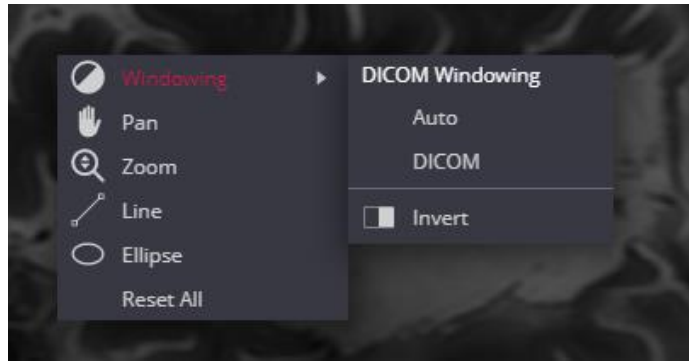 Windowing
Pan
Zoom
Line
Ellipse
Reset All
DICOM Windowing
Auto
DICOM
Invert